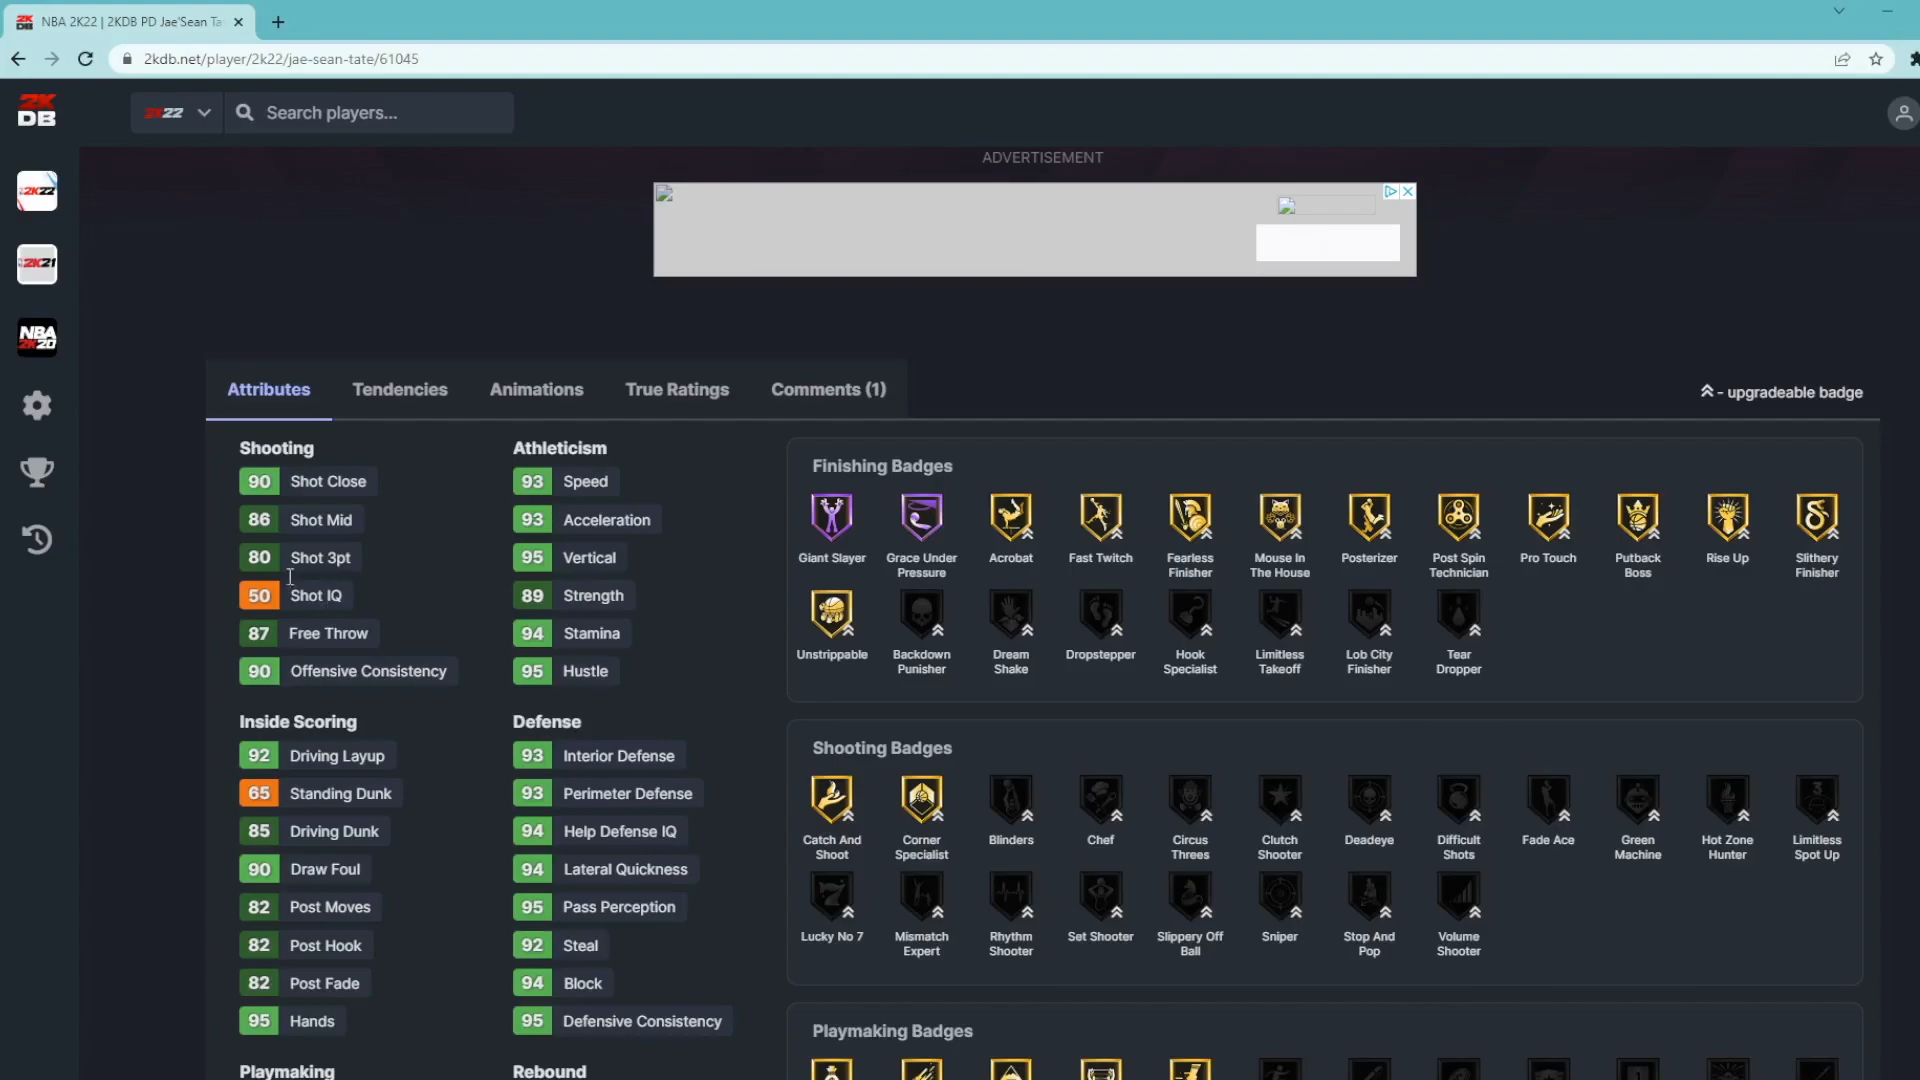 NBA 2K22 | 2KDB PD Jae'Sean Ta
2kdb.net/player/2k22/jae-sean-tate/61045
2K DB
2K22
Search players...
ADVERTISEMENT
2K22
2K21
NBA 2K20
Attributes
Tendencies
Animations
True Ratings
Comments (1)
- upgradeable badge
Shooting
90 Shot Close
86 Shot Mid
80 Shot 3pt
50 Shot IQ
87 Free Throw
90 Offensive Consistency
Inside Scoring
92 Driving Layup
65 Standing Dunk
85 Driving Dunk
90 Draw Foul
82 Post Moves
82 Post Hook
82 Post Fade
95 Hands
Playmaking
Athleticism
93 Speed
93 Acceleration
95 Vertical
89 Strength
94 Stamina
95 Hustle
Defense
93 Interior Defense
93 Perimeter Defense
94 Help Defense IQ
94 Lateral Quickness
95 Pass Perception
92 Steal
94 Block
95 Defensive Consistency
Rebound
Finishing Badges
Giant Slayer
Grace Under Pressure
Acrobat
Fast Twitch
Fearless Finisher
Mouse In The House
Posterizer
Post Spin Technician
Pro Touch
Putback Boss
Rise Up
Slithery Finisher
Unstrippable
Backdown Punisher
Dream Shake
Dropstepper
Hook Specialist
Limitless Takeoff
Lob City Finisher
Tear Dropper
Shooting Badges
Catch And Shoot
Corner Specialist
Blinders
Chef
Circus Threes
Clutch Shooter
Deadeye
Difficult Shots
Fade Ace
Green Machine
Hot Zone Hunter
Limitless Spot Up
Lucky No 7
Mismatch Expert
Rhythm Shooter
Set Shooter
Slippery Off Ball
Sniper
Stop And Pop
Volume Shooter
Playmaking Badges